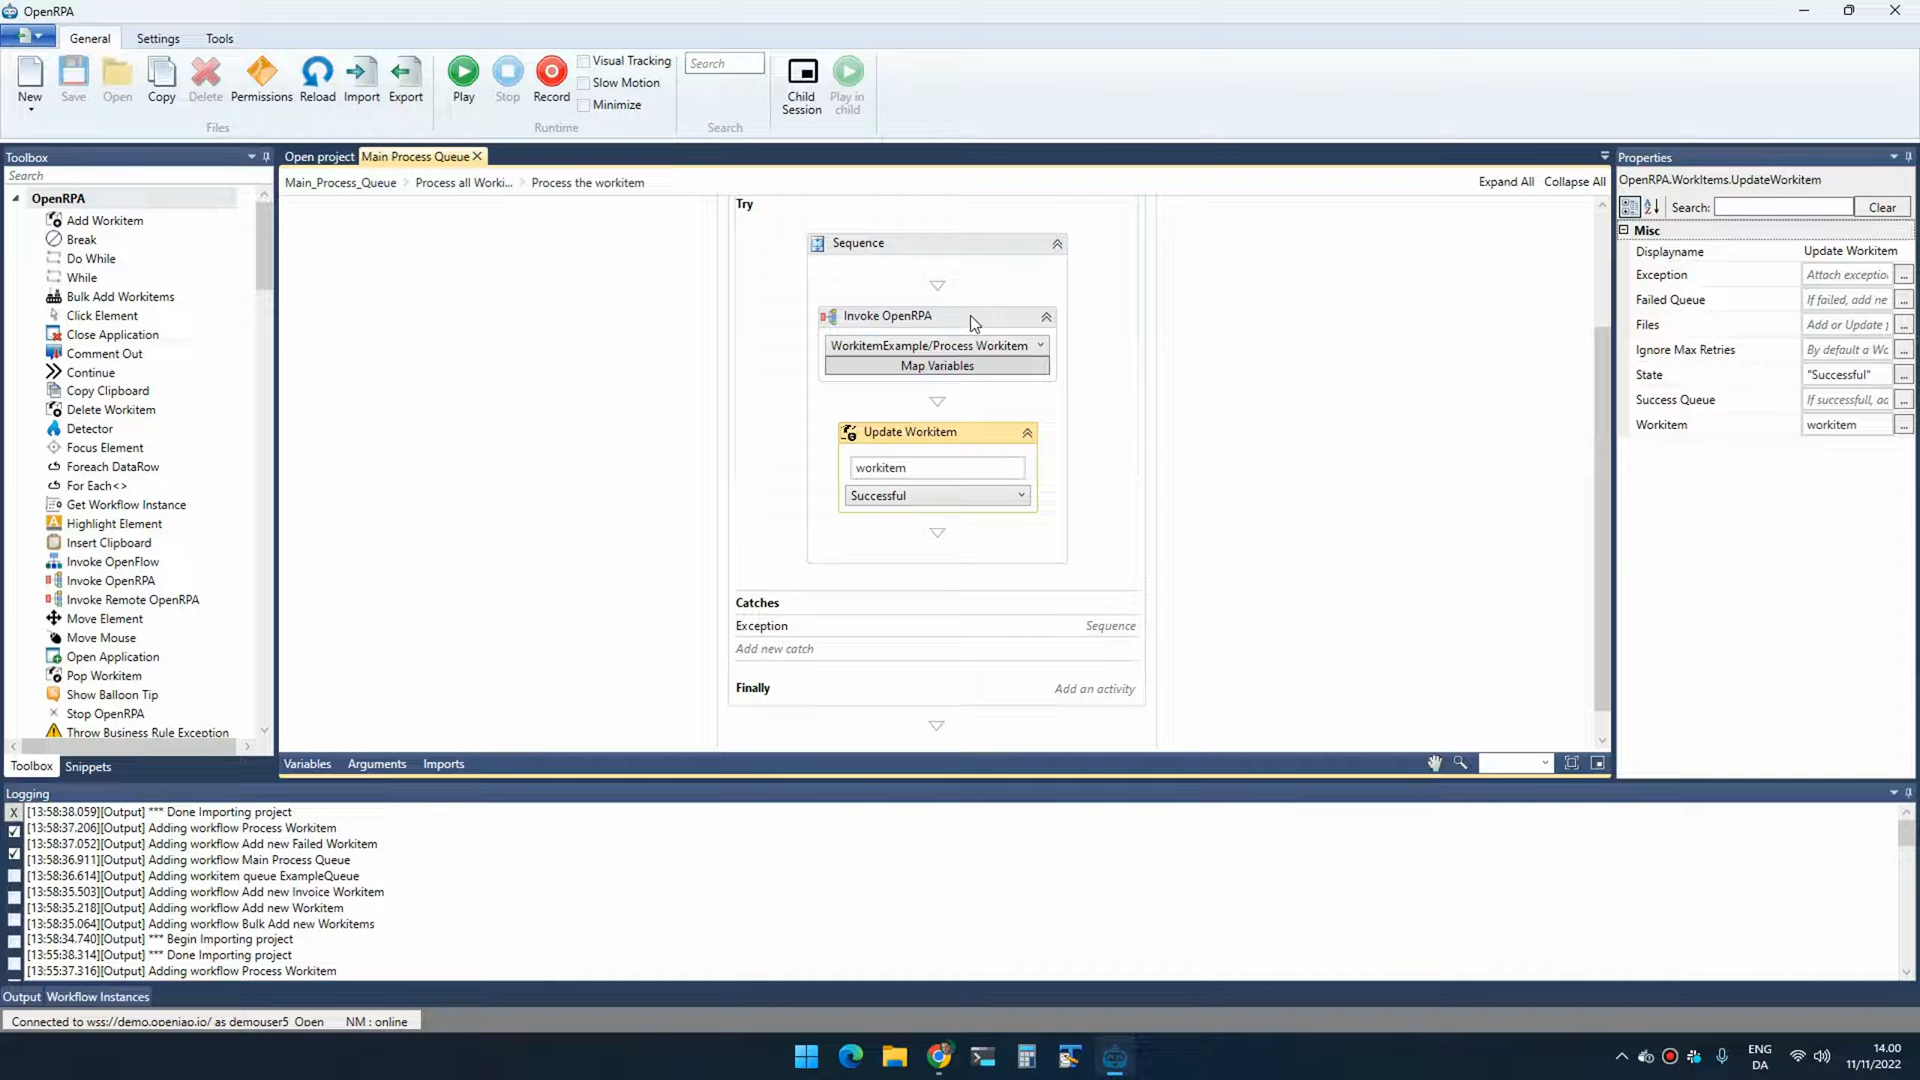 OpenRPA
General Settings Tools
New Save Open Copy Delete Permissions Reload Import Export
Files
Play Stop Record
Visual Tracking
Slow Motion
Minimize
Runtime
Search
Search
Child Session
Play in child
Toolbox
Search
OpenRPA
Add Workitem
Break
Do While
While
Bulk Add Workitems
Click Element
Close Application
Comment Out
Continue
Copy Clipboard
Delete Workitem
Detector
Focus Element
Foreach DataRow
For Each<>
Get Workflow Instance
Highlight Element
Insert Clipboard
Invoke OpenFlow
Invoke OpenRPA
Invoke Remote OpenRPA
Move Element
Move Mouse
Open Application
Pop Workitem
Show Balloon Tip
Stop OpenRPA
Throw Business Rule Exception
Toolbox Snippets
Open project Main Process Queue
Main_Process_Queue > Process all Worki... > Process the workitem
Expand All Collapse All
Try
Sequence
Invoke OpenRPA
WorkitemExample/Process Workitem
Map Variables
Update Workitem
workitem
Successful
Catches
Exception Sequence
Add new catch
Finally Add an activity
Variables Arguments Imports
Properties
OpenRPA.WorkItems.UpdateWorkitem
Search: Clear
Misc
Displayname Update Workitem
Exception Attach exceptio ...
Failed Queue If failed, add ne ...
Files Add or Update ...
Ignore Max Retries By default a Wo ...
State "Successful" ...
Success Queue If successfull, ac ...
Workitem workitem ...
Logging
X
[13:58:38.059][Output] *** Done Importing project
[13:58:37.206][Output] Adding workflow Process Workitem
[13:58:37.052][Output] Adding workflow Add new Failed Workitem
[13:58:36.911][Output] Adding workflow Main Process Queue
[13:58:36.614][Output] Adding workitem queue ExampleQueue
[13:58:35.503][Output] Adding workflow Add new Invoice Workitem
[13:58:35.218][Output] Adding workflow Add new Workitem
[13:58:35.064][Output] Adding workflow Bulk Add new Workitems
[13:58:34.740][Output] *** Begin Importing project
[13:55:38.314][Output] *** Done Importing project
[13:55:37.316][Output] Adding workflow Process Workitem
Output Workflow Instances
Connected to wss://demo.openiap.io/ as demouser5 Open NM : online
ENG
DA
14.00
11/11/2022